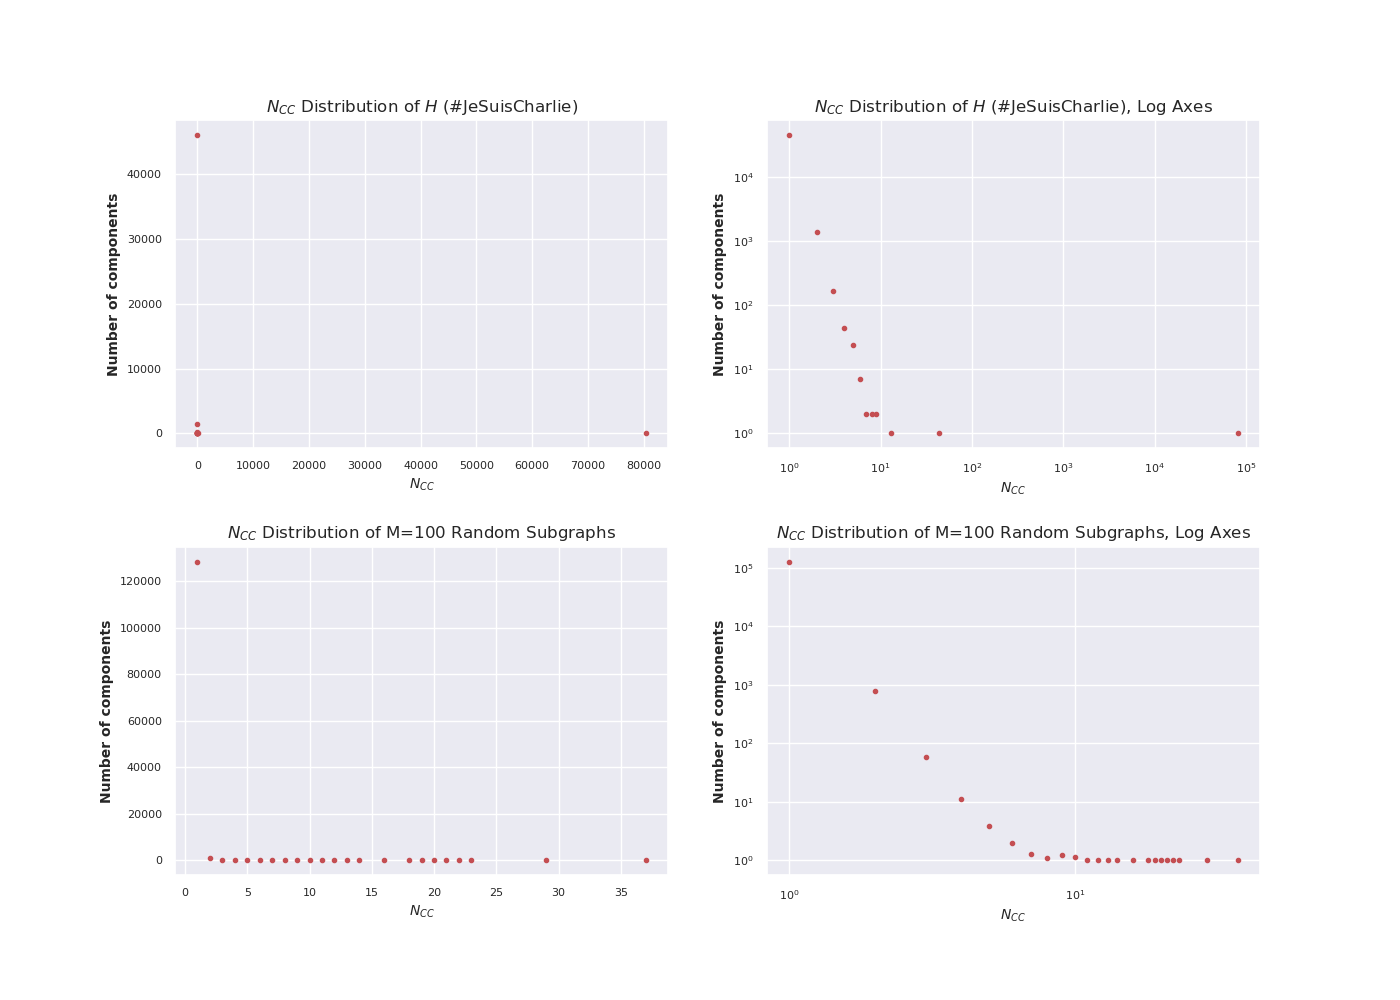 N_CC Distribution of H (#JeSuisCharlie)
Number of components
40000
30000
20000
10000
0
0 10000 20000 30000 40000 50000 60000 70000 80000
N_CC
N_CC Distribution of H (#JeSuisCharlie), Log Axes
Number of components
10^4
10^3
10^2
10^1
10^0
10^0 10^1 10^2 10^3 10^4 10^5
N_CC
N_CC Distribution of M=100 Random Subgraphs
Number of components
120000
100000
80000
60000
40000
20000
0
0 5 10 15 20 25 30 35
N_CC
N_CC Distribution of M=100 Random Subgraphs, Log Axes
Number of components
10^5
10^4
10^3
10^2
10^1
10^0
10^0 10^1
N_CC